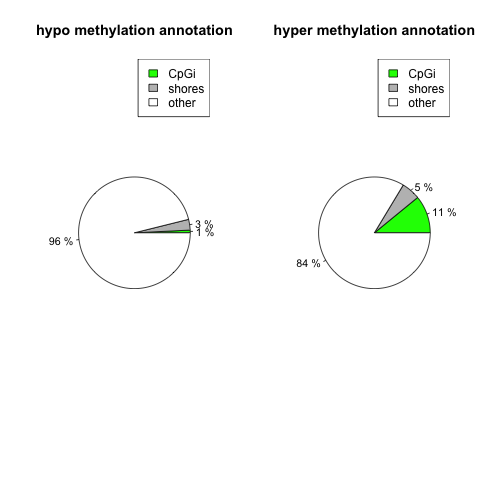 hypo methylation annotation
CpGi
shores
other
3 %
1 %
96 %
hyper methylation annotation
CpGi
shores
other
5 %
11 %
84 %